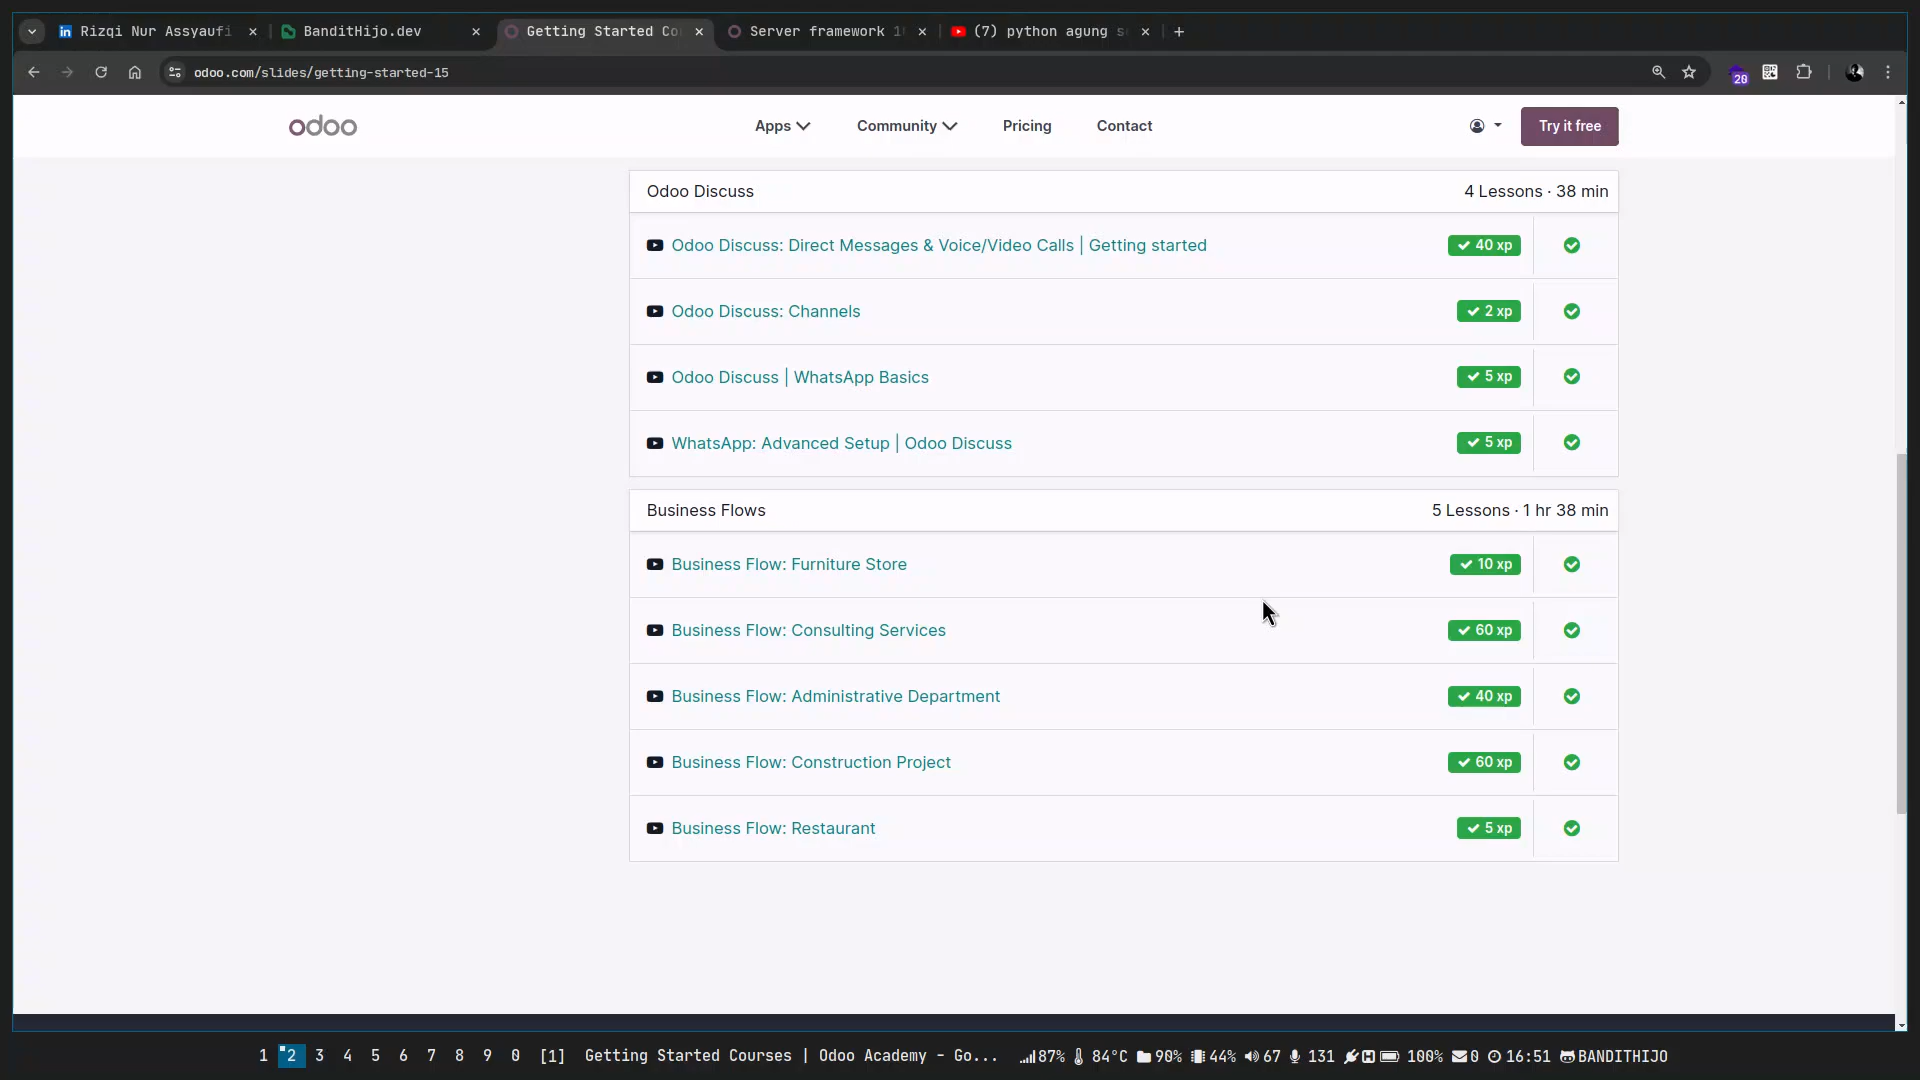 Rizqi Nur Assyaufi
BanditHijo.dev
Getting Started Co
Server framework 1
(7) python agung s
odoo.com/slides/getting-started-15
20
odoo
Apps
Community
Pricing
Contact
Try it free
Odoo Discuss
4 Lessons · 38 min
Odoo Discuss: Direct Messages & Voice/Video Calls | Getting started
40 xp
Odoo Discuss: Channels
2 xp
Odoo Discuss | WhatsApp Basics
5 xp
WhatsApp: Advanced Setup | Odoo Discuss
5 xp
Business Flows
5 Lessons · 1 hr 38 min
Business Flow: Furniture Store
10 xp
Business Flow: Consulting Services
60 xp
Business Flow: Administrative Department
40 xp
Business Flow: Construction Project
60 xp
Business Flow: Restaurant
5 xp
1 2 3 4 5 6 7 8 9 0 [1] Getting Started Courses | Odoo Academy - Go... 87% 84°C 90% 44% 67 131 H 100% 0 16:51 BANDITHIJO